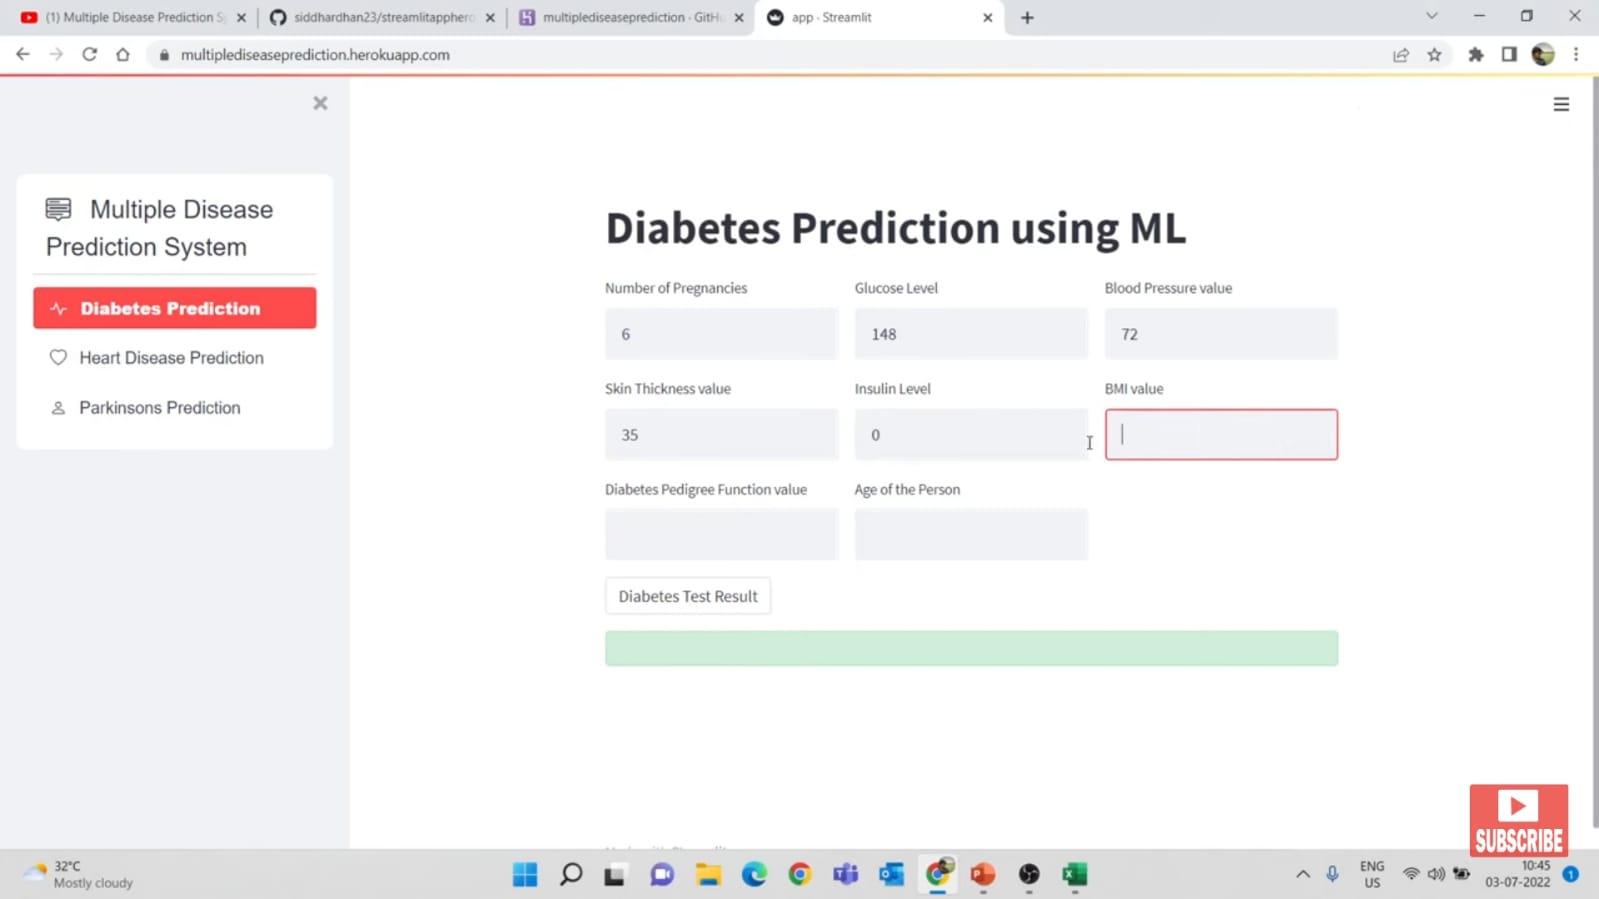 (1) Multiple Disease Prediction S
siddhardhan23/streamlitapphero
multiplediseaseprediction · GitHu
app · Streamlit
multiplediseaseprediction.herokuapp.com
Multiple Disease
Prediction System
Diabetes Prediction
Heart Disease Prediction
Parkinsons Prediction
Diabetes Prediction using ML
Number of Pregnancies
Glucose Level
Blood Pressure value
6
148
72
Skin Thickness value
Insulin Level
BMI value
35
0
Diabetes Pedigree Function value
Age of the Person
Diabetes Test Result
SUBSCRIBE
32°C
Mostly cloudy
ENG
US
10:45
03-07-2022
1